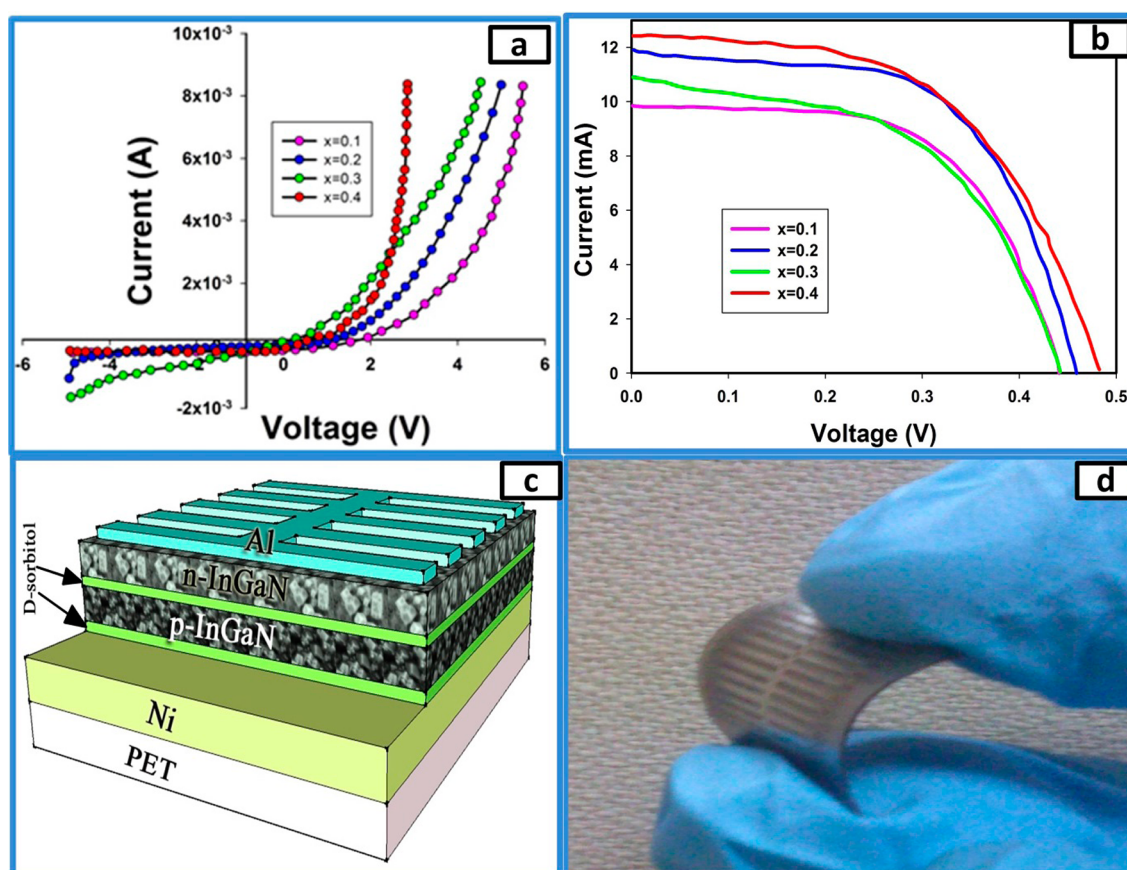 a
10x10⁻³
8x10⁻³
6x10⁻³
4x10⁻³
2x10⁻³
-2x10⁻³
Current (A)
x=0.1
x=0.2
x=0.3
x=0.4
-6 -4 -2 0 2 4 6
Voltage (V)
b
12
10
8
6
4
2
0
Current (mA)
x=0.1
x=0.2
x=0.3
x=0.4
0.0 0.1 0.2 0.3 0.4 0.5
Voltage (V)
c
Al
n-InGaN
D-sorbitol
p-InGaN
Ni
PET
d